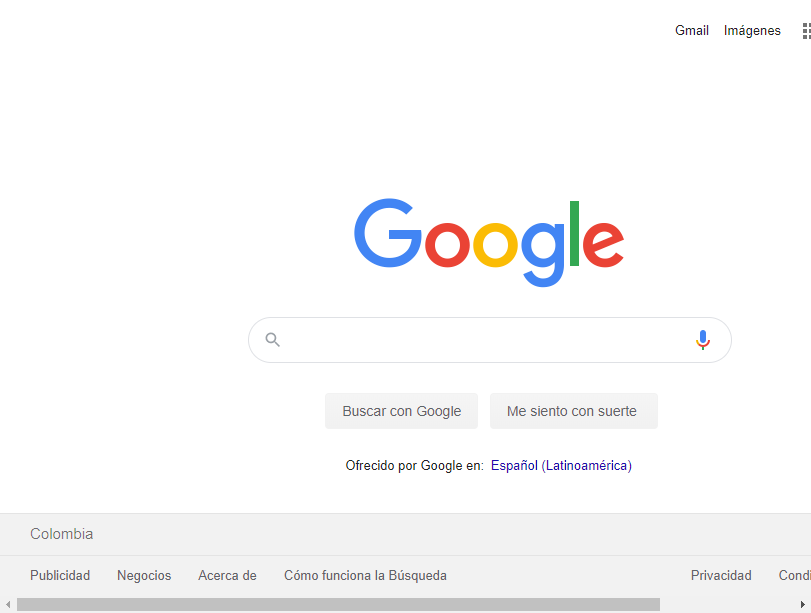 Gmail Imágenes
Google
Buscar con Google Me siento con suerte
Ofrecido por Google en: Español (Latinoamérica)
Colombia
Publicidad Negocios Acerca de Cómo funciona la Búsqueda Privacidad Condi